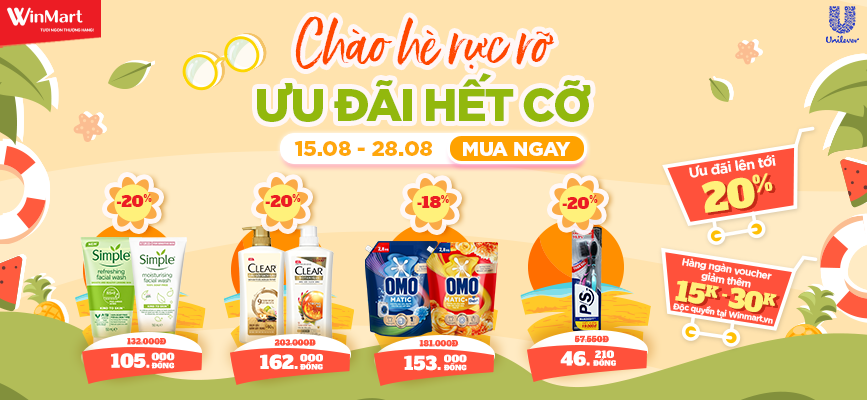 WinMart
TƯƠI NGON THƯỢNG HẠNG!
Unilever
Chào hè rực rỡ
ƯU ĐÃI HẾT CỠ
15.08 - 28.08
MUA NGAY
Ưu đãi lên tới
20%
Hàng ngàn voucher
giảm thêm
15K - 30K
Độc quyền tại Winmart.vn
-20%
Simple
refreshing
facial wash
Simple
moisturising
facial wash
132.000Đ
105.000 ĐỒNG
-20%
CLEAR
CLEAR
203.000Đ
162.000 ĐỒNG
-18%
OMO
MATIC
OMO
MATIC
181.000Đ
153.000 ĐỒNG
-20%
P/S
57.550Đ
46.210 ĐỒNG